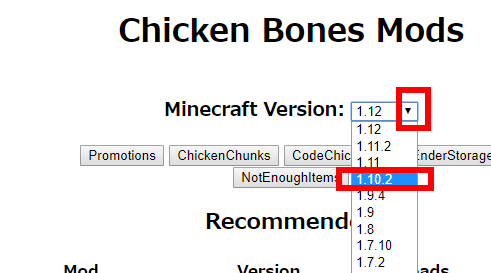 Chicken Bones Mods
Minecraft Version: 1.12
1.12
1.11.2
Promotions ChickenChunks CodeChic 1.11 EnderStorage
NotEnoughItems 1.10.2
1.9.4
Recommende 1.9
1.8
1.7.10
Mod Version 1.7.2 ads